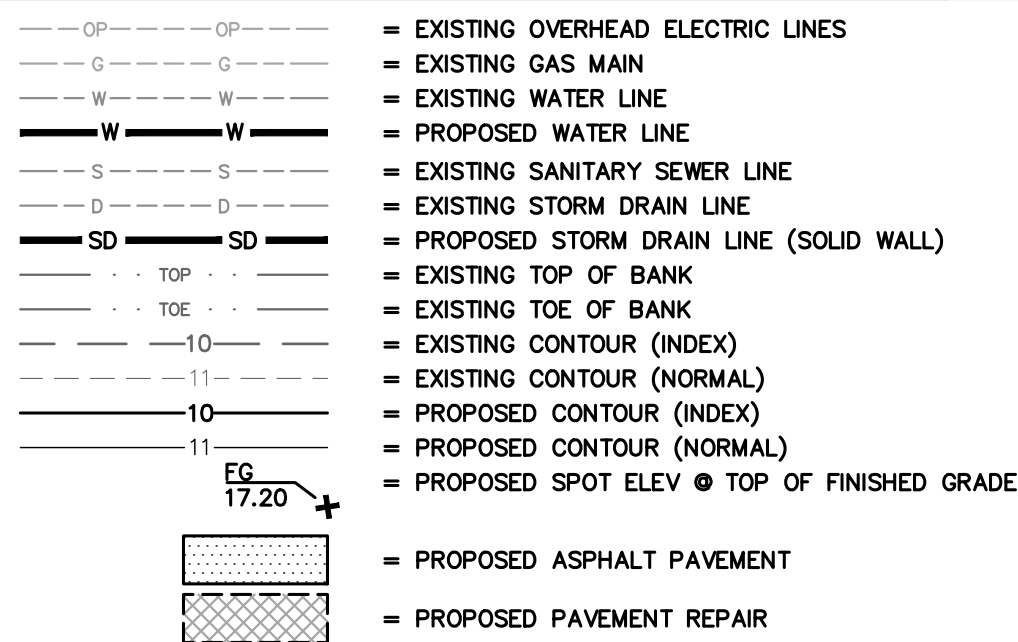 OP OP = EXISTING OVERHEAD ELECTRIC LINES
G G = EXISTING GAS MAIN
W W = EXISTING WATER LINE
W W = PROPOSED WATER LINE
S S = EXISTING SANITARY SEWER LINE
D D = EXISTING STORM DRAIN LINE
SD SD = PROPOSED STORM DRAIN LINE (SOLID WALL)
TOP = EXISTING TOP OF BANK
TOE = EXISTING TOE OF BANK
10 = EXISTING CONTOUR (INDEX)
11 = EXISTING CONTOUR (NORMAL)
10 = PROPOSED CONTOUR (INDEX)
11 = PROPOSED CONTOUR (NORMAL)
FG
17.20 = PROPOSED SPOT ELEV @ TOP OF FINISHED GRADE
= PROPOSED ASPHALT PAVEMENT
= PROPOSED PAVEMENT REPAIR